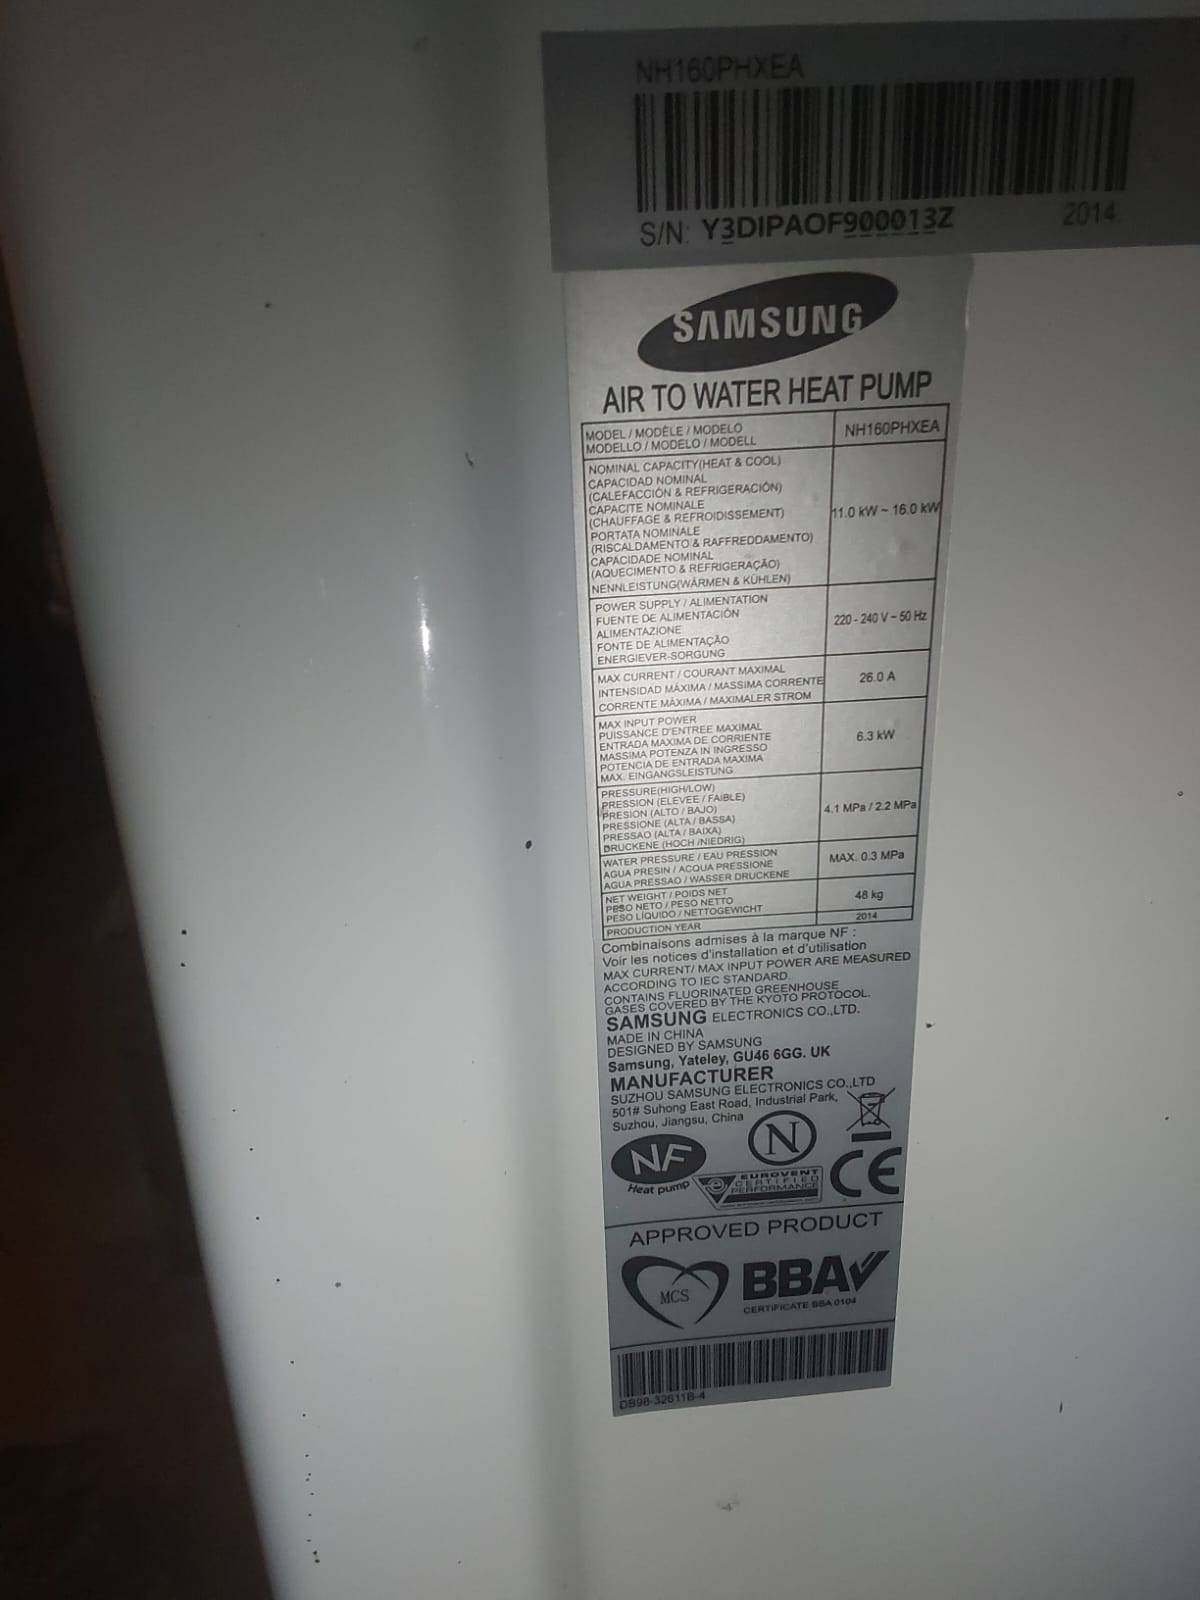 NH160PHXEA
S/N: Y3DIPAOF900013Z 2014
SAMSUNG
AIR TO WATER HEAT PUMP
MODEL / MODÈLE / MODELO
MODELLO / MODELO / MODELL
NH160PHXEA
NOMINAL CAPACITY(HEAT & COOL)
CAPACIDAD NOMINAL
(CALEFACCIÓN & REFRIGERACIÓN)
CAPACITE NOMINALE
(CHAUFFAGE & REFROIDISSEMENT)
PORTATA NOMINALE
(RISCALDAMENTO & RAFFREDDAMENTO)
CAPACIDADE NOMINAL
(AQUECIMENTO & REFRIGERAÇÃO)
NENNLEISTUNG(WÄRMEN & KÜHLEN)
11.0 kW ~ 16.0 kW
POWER SUPPLY / ALIMENTATION
FUENTE DE ALIMENTACIÓN
ALIMENTAZIONE
FONTE DE ALIMENTAÇÃO
ENERGIEVER-SORGUNG
220 - 240 V ~ 50 Hz
MAX CURRENT / COURANT MAXIMAL
INTENSIDAD MÁXIMA / MASSIMA CORRENTE
CORRENTE MÁXIMA / MAXIMALER STROM
26.0 A
MAX INPUT POWER
PUISSANCE D'ENTREE MAXIMAL
ENTRADA MAXIMA DE CORRIENTE
MASSIMA POTENZA IN INGRESSO
POTENCIA DE ENTRADA MAXIMA
MAX. EINGANGSLEISTUNG
6.3 kW
PRESSURE(HIGH/LOW)
PRESSION (ELEVEE / FAIBLE)
PRESION (ALTO / BAJO)
PRESSIONE (ALTA / BASSA)
PRESSAO (ALTA / BAIXA)
DRUCKENE (HOCH /NIEDRIG)
4.1 MPa / 2.2 MPa
WATER PRESSURE / EAU PRESSION
AGUA PRESIN / ACQUA PRESSIONE
AGUA PRESSAO / WASSER DRUCKENE
MAX. 0.3 MPa
NET WEIGHT / POIDS NET
PESO NETO / PESO NETTO
PESO LÍQUIDO / NETTOGEWICHT
48 kg
PRODUCTION YEAR
2014
Combinaisons admises à la marque NF :
Voir les notices d'installation et d'utilisation
MAX CURRENT/ MAX INPUT POWER ARE MEASURED
ACCORDING TO IEC STANDARD.
CONTAINS FLUORINATED GREENHOUSE
GASES COVERED BY THE KYOTO PROTOCOL.
SAMSUNG ELECTRONICS CO.,LTD.
MADE IN CHINA
DESIGNED BY SAMSUNG
Samsung, Yateley, GU46 6GG. UK
MANUFACTURER
SUZHOU SAMSUNG ELECTRONICS CO.,LTD
501# Suhong East Road, Industrial Park,
Suzhou, Jiangsu, China
NF
Heat pump
N
EUROVENT
CERTIFIED
PERFORMANCE
CE
APPROVED PRODUCT
MCS
BBA
CERTIFICATE BBA 0104
DB98-32611B-4